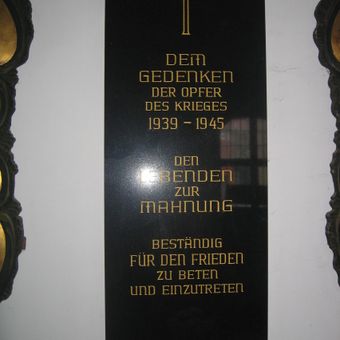 DEM
GEDENKEN
DER OPFER
DES KRIEGES
1939 - 1945
DEN
LEBENDEN
ZUR
MAHNUNG
BESTÄNDIG
FÜR DEN FRIEDEN
ZU BETEN
UND EINZUTRETEN